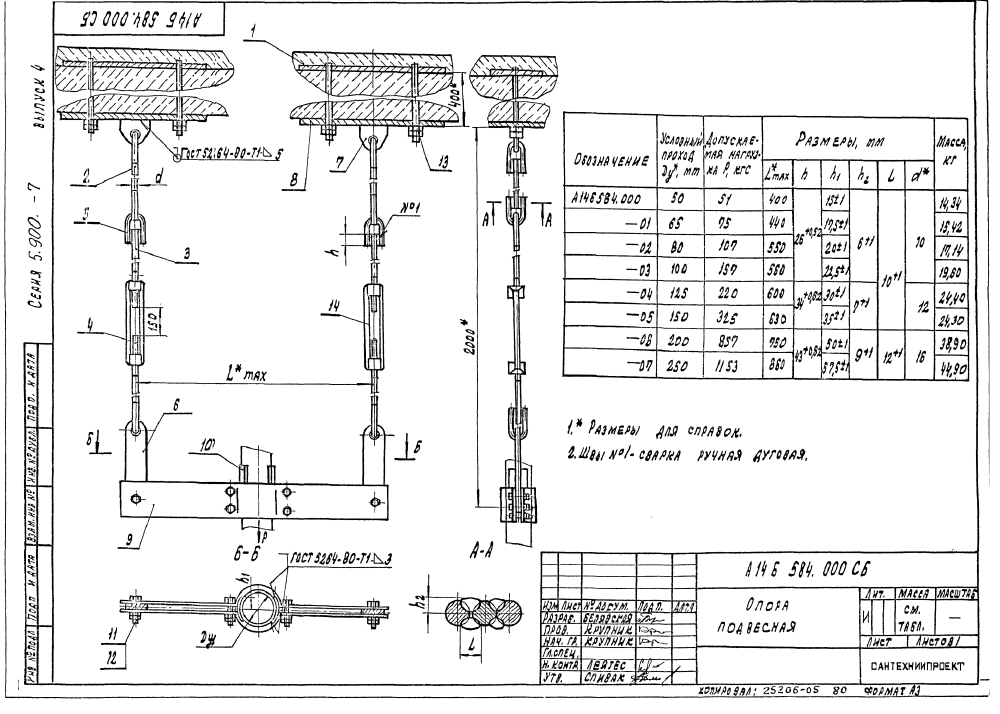 А14Б 584.000 СБ
СЕРИЯ 5.900.-7 ВЫПУСК 4
1
400*
ГОСТ 5264-80-Т1-◺5
7
8
13
2
d
5
№1
h
3
4
150
14
2000*
L* max
6
Б
Б
10
9
Р
А
А
Б-Б
ГОСТ 5264-80-Т1-◺3
h₁
Ду
11
12
А-А
h₂
L
ОБОЗНАЧЕНИЕ
УСЛОВНЫЙ ПРОХОД Ду*, мм
ДОПУСКАЕМАЯ НАГРУЗКА Р, КГС
РАЗМЕРЫ, mm
МАССА, КГ
L*max h h₁ h₂ L d*
А14Б584.000 50 51 400 26+0,52 15±1 6+1 10+1 10 14,34
—01 65 75 440 17,5±1 15,42
—02 80 107 550 20±1 17,14
—03 100 157 560 22,5±1 19,60
—04 125 220 600 34+0,62 30±1 7+1 12 24,40
—05 150 325 630 35±1 24,30
—06 200 857 750 43+0,62 50±1 9+1 12+1 16 38,90
—07 250 1153 860 57,5±1 44,90
1.* РАЗМЕРЫ ДЛЯ СПРАВОК.
2. ШВЫ №1-СВАРКА РУЧНАЯ ДУГОВАЯ.
ИНВ № ПОДЛ ПОДП И ДАТА ВЗАМ. ИНВ № ИНВ. № ДУБЛ. ПОДП. И ДАТА
А14Б 584.000 СБ
ИЗМ ЛИСТ № ДОКУМ. ПОДП. ДАТА
РАЗРАБ. БЕЛЯВСКАЯ
ПРОВ. КРУПНИК
НАЧ. ГР. КРУПНИК
ГЛ.СПЕЦ.
Н. КОНТР. ЛЕЙТЕС
УТВ. СПИВАК
ОПОРА
ПОДВЕСНАЯ
ЛИТ. МАССА МАСШТАБ
И СМ. ТАБЛ. —
ЛИСТ ЛИСТОВ 1
САНТЕХНИИПРОЕКТ
КОПИРОВАЛ: 25206-05 80 ФОРМАТ А3